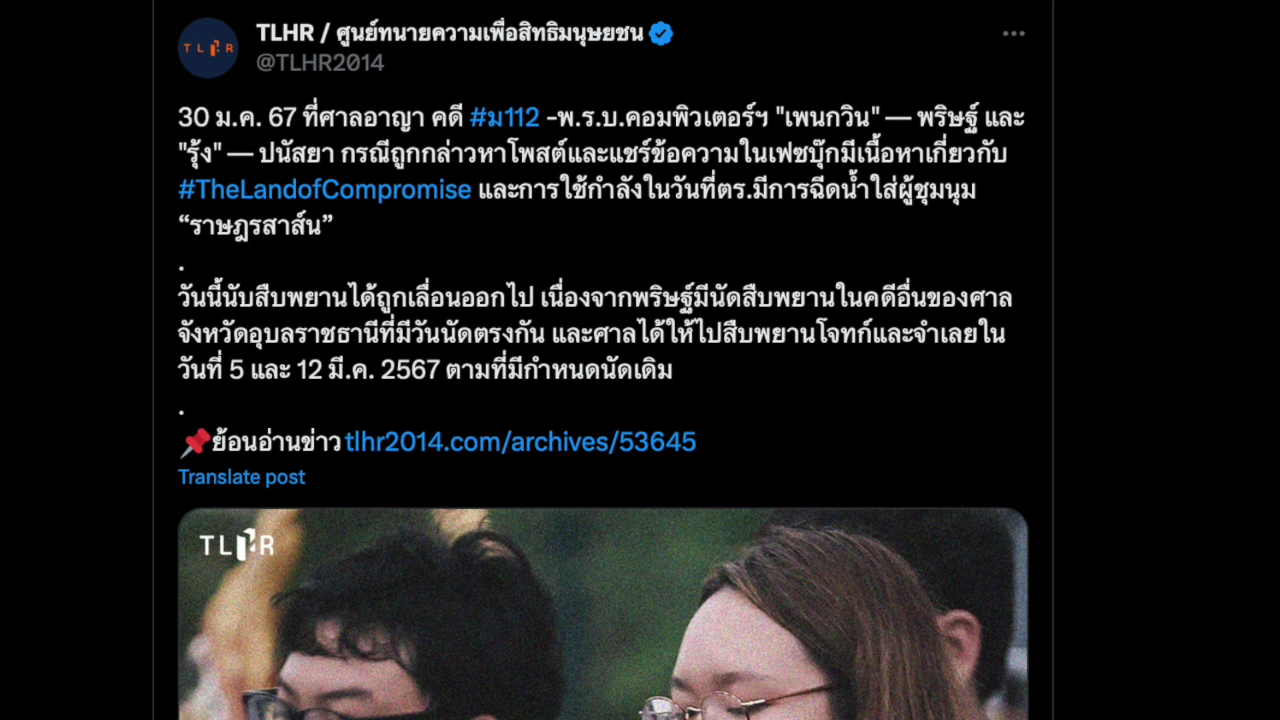 TLHR / ศูนย์ทนายความเพื่อสิทธิมนุษยชน
TLHR
@TLHR2014
30 ม.ค. 67 ที่ศาลอาญา คดี #ม112 -พ.ร.บ.คอมพิวเตอร์ฯ "เพนกวิน" — พริษฐ์ และ
"รุ้ง" — ปนัสยา กรณีถูกกล่าวหาโพสต์และแชร์ข้อความในเฟซบุ๊กมีเนื้อหาเกี่ยวกับ
#TheLandofCompromise และการใช้กำลังในวันที่ตร.มีการฉีดน้ำใส่ผู้ชุมนุม
“ราษฎรสาส์น”
.
วันนี้นับสืบพยานได้ถูกเลื่อนออกไป เนื่องจากพริษฐ์มีนัดสืบพยานในคดีอื่นของศาล
จังหวัดอุบลราชธานีที่มีวันนัดตรงกัน และศาลได้ให้ไปสืบพยานโจทก์และจำเลยใน
วันที่ 5 และ 12 มี.ค. 2567 ตามที่มีกำหนดนัดเดิม
.
📌ย้อนอ่านข่าว tlhr2014.com/archives/53645
Translate post
TLHR